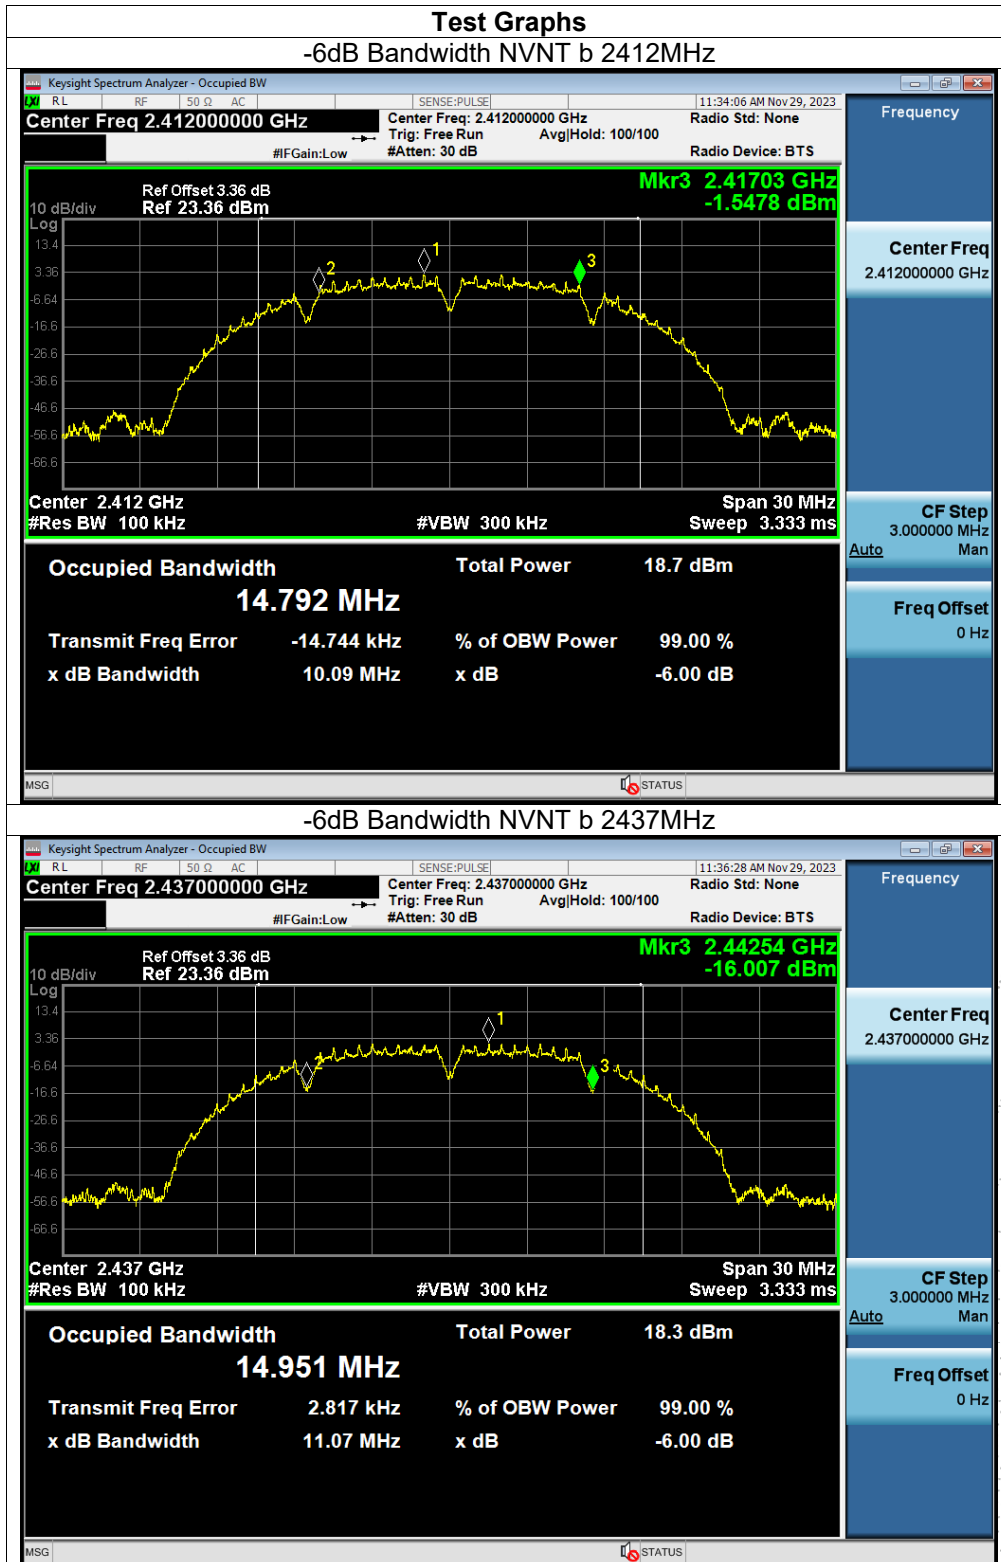 Test Graphs
-6dB Bandwidth NVNT b 2412MHz
Keysight Spectrum Analyzer - Occupied BW
LXI RL RF 50 Ω AC SENSE:PULSE 11:34:06 AM Nov 29, 2023
Center Freq 2.412000000 GHz
Center Freq: 2.412000000 GHz
Radio Std: None
Trig: Free Run Avg|Hold: 100/100
#IFGain:Low
#Atten: 30 dB
Radio Device: BTS
Frequency
Mkr3 2.41703 GHz
-1.5478 dBm
Ref Offset 3.36 dB
10 dB/div Ref 23.36 dBm
Log
13.4
3.36
-6.64
-16.6
-26.6
-36.6
-46.6
-56.6
-66.6
1
2
3
Center 2.412 GHz
Span 30 MHz
#Res BW 100 kHz
#VBW 300 kHz
Sweep 3.333 ms
Center Freq
2.412000000 GHz
CF Step
3.000000 MHz
Auto Man
Freq Offset
0 Hz
Occupied Bandwidth
14.792 MHz
Total Power 18.7 dBm
Transmit Freq Error -14.744 kHz
% of OBW Power 99.00 %
x dB Bandwidth 10.09 MHz
x dB -6.00 dB
MSG STATUS
-6dB Bandwidth NVNT b 2437MHz
Keysight Spectrum Analyzer - Occupied BW
LXI RL RF 50 Ω AC SENSE:PULSE 11:36:28 AM Nov 29, 2023
Center Freq 2.437000000 GHz
Center Freq: 2.437000000 GHz
Radio Std: None
Trig: Free Run Avg|Hold: 100/100
#IFGain:Low
#Atten: 30 dB
Radio Device: BTS
Frequency
Mkr3 2.44254 GHz
-16.007 dBm
Ref Offset 3.36 dB
10 dB/div Ref 23.36 dBm
Log
13.4
3.36
-6.64
-16.6
-26.6
-36.6
-46.6
-56.6
-66.6
1
2
3
Center 2.437 GHz
Span 30 MHz
#Res BW 100 kHz
#VBW 300 kHz
Sweep 3.333 ms
Center Freq
2.437000000 GHz
CF Step
3.000000 MHz
Auto Man
Freq Offset
0 Hz
Occupied Bandwidth
14.951 MHz
Total Power 18.3 dBm
Transmit Freq Error 2.817 kHz
% of OBW Power 99.00 %
x dB Bandwidth 11.07 MHz
x dB -6.00 dB
MSG STATUS